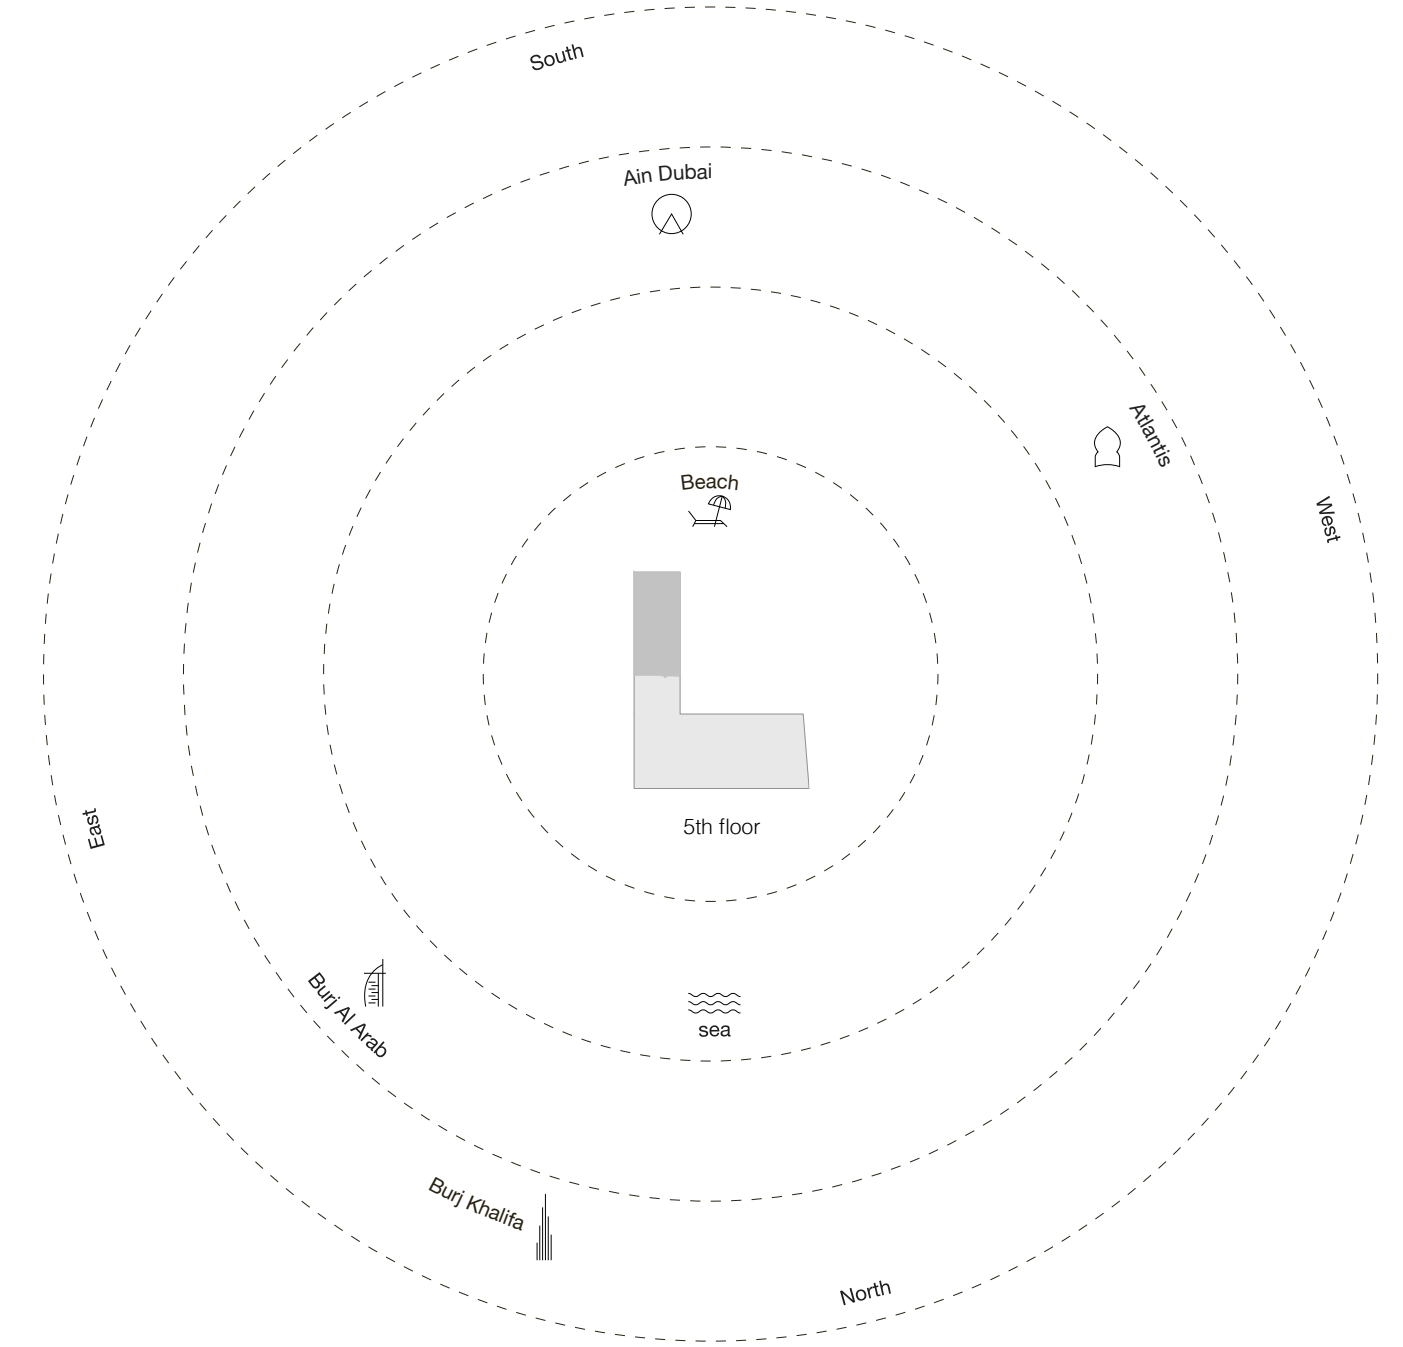 South
Ain Dubai
Atlantis
Beach
West
East
5th floor
Burj Al Arab
sea
Burj Khalifa
North